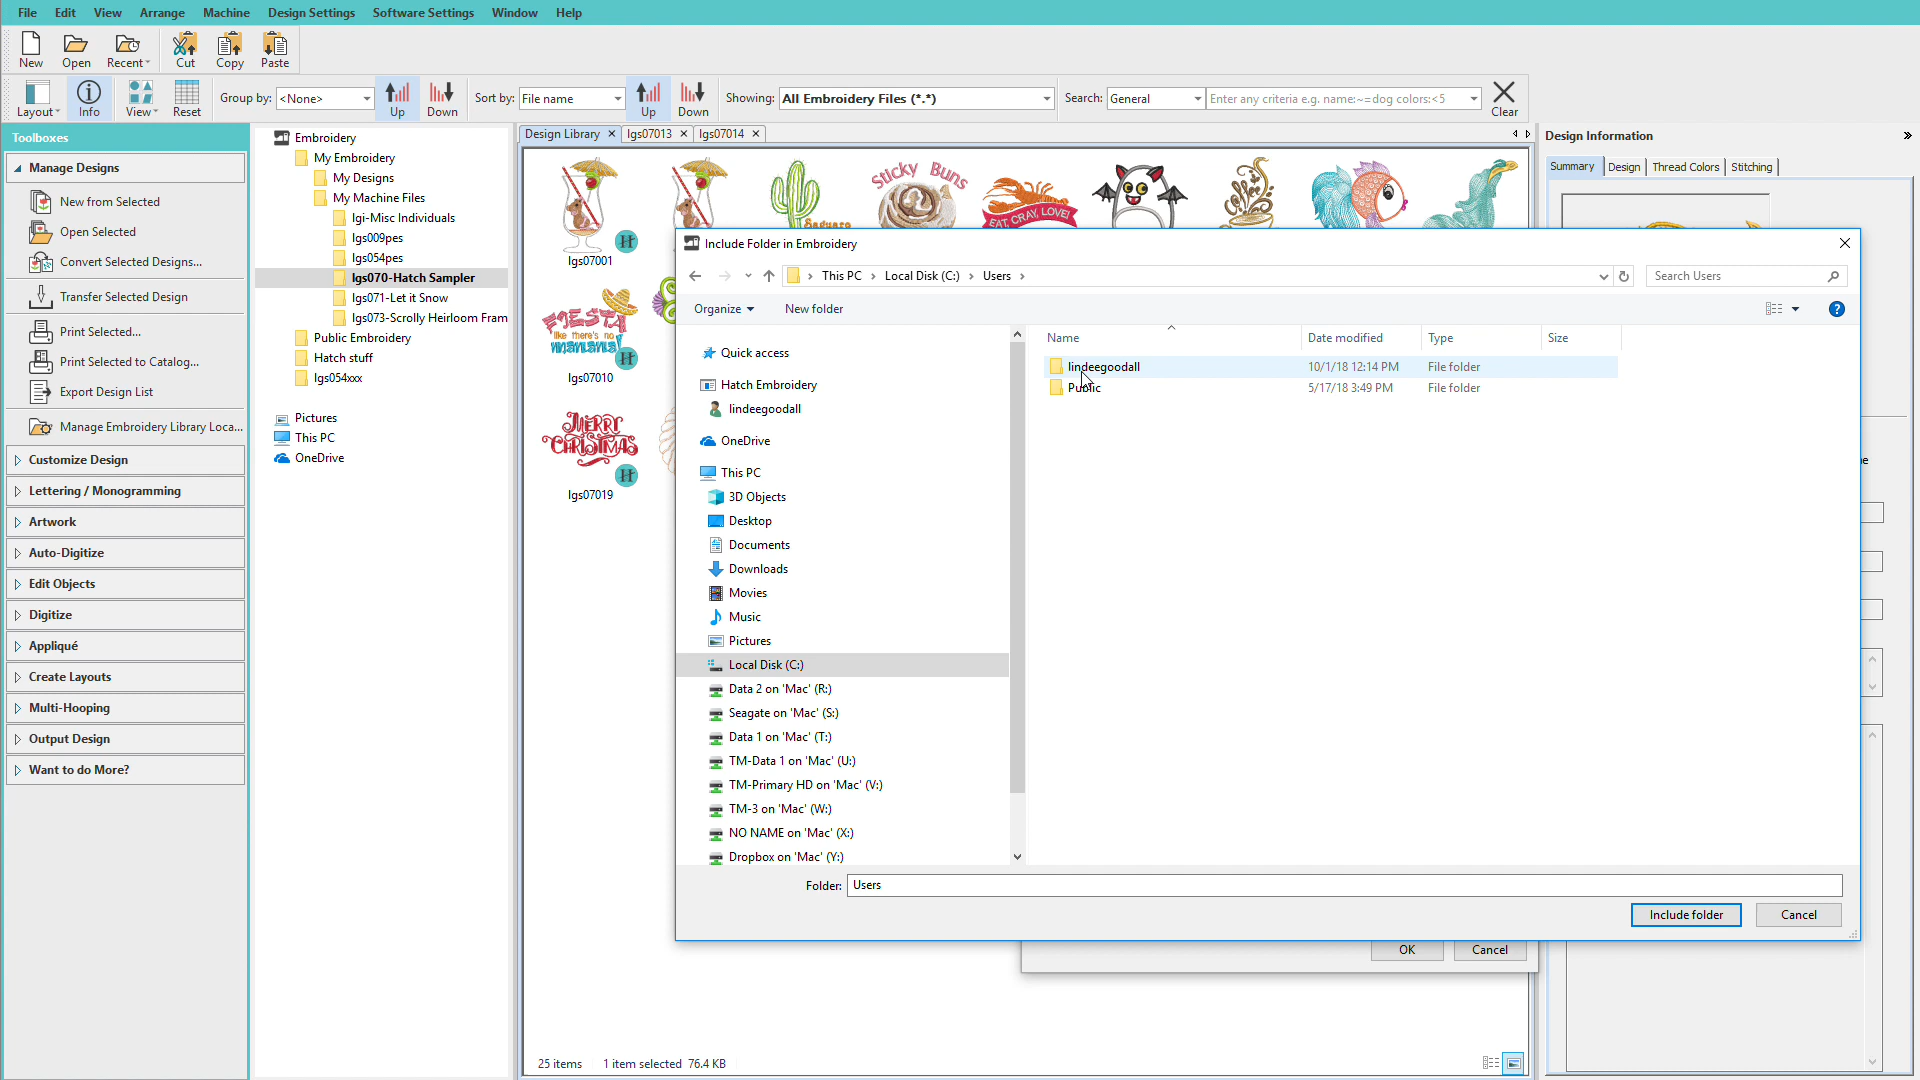 File Edit View Arrange Machine Design Settings Software Settings Window Help
New Open Recent Cut Copy Paste
Layout Info View Reset Group by: <None> Up Down Sort by: File name Up Down Showing: All Embroidery Files (*.*) Search: General Enter any criteria e.g. name:~=dog colors:<5 Clear
Toolboxes
Manage Designs
New from Selected
Open Selected
Convert Selected Designs...
Transfer Selected Design
Print Selected...
Print Selected to Catalog...
Export Design List
Manage Embroidery Library Loca...
Customize Design
Lettering / Monogramming
Artwork
Auto-Digitize
Edit Objects
Digitize
Appliqué
Create Layouts
Multi-Hooping
Output Design
Want to do More?
Embroidery
My Embroidery
My Designs
My Machine Files
lgi-Misc Individuals
lgs009pes
lgs054pes
lgs070-Hatch Sampler
lgs071-Let it Snow
lgs073-Scrolly Heirloom Fram
Public Embroidery
Hatch stuff
lgs054xxx
Pictures
This PC
OneDrive
Design Library lgs07013 lgs07014
Sticky Buns
EAT, CRAY, LOVE!
Coffee
Saguaro
lgs07001
FIESTA
like there's no
mañana!
lgs07010
MERRY
CHRISTMAS
lgs07019
25 items 1 item selected 76.4 KB
Design Information
Summary Design Thread Colors Stitching
Include Folder in Embroidery
This PC Local Disk (C:) Users Search Users
Organize New folder
Quick access
Hatch Embroidery
lindeegoodall
OneDrive
This PC
3D Objects
Desktop
Documents
Downloads
Movies
Music
Pictures
Local Disk (C:)
Data 2 on 'Mac' (R:)
Seagate on 'Mac' (S:)
Data 1 on 'Mac' (T:)
TM-Data 1 on 'Mac' (U:)
TM-Primary HD on 'Mac' (V:)
TM-3 on 'Mac' (W:)
NO NAME on 'Mac' (X:)
Dropbox on 'Mac' (Y:)
Name Date modified Type Size
lindeegoodall 10/1/18 12:14 PM File folder
Public 5/17/18 3:49 PM File folder
Folder: Users
Include folder Cancel
OK Cancel